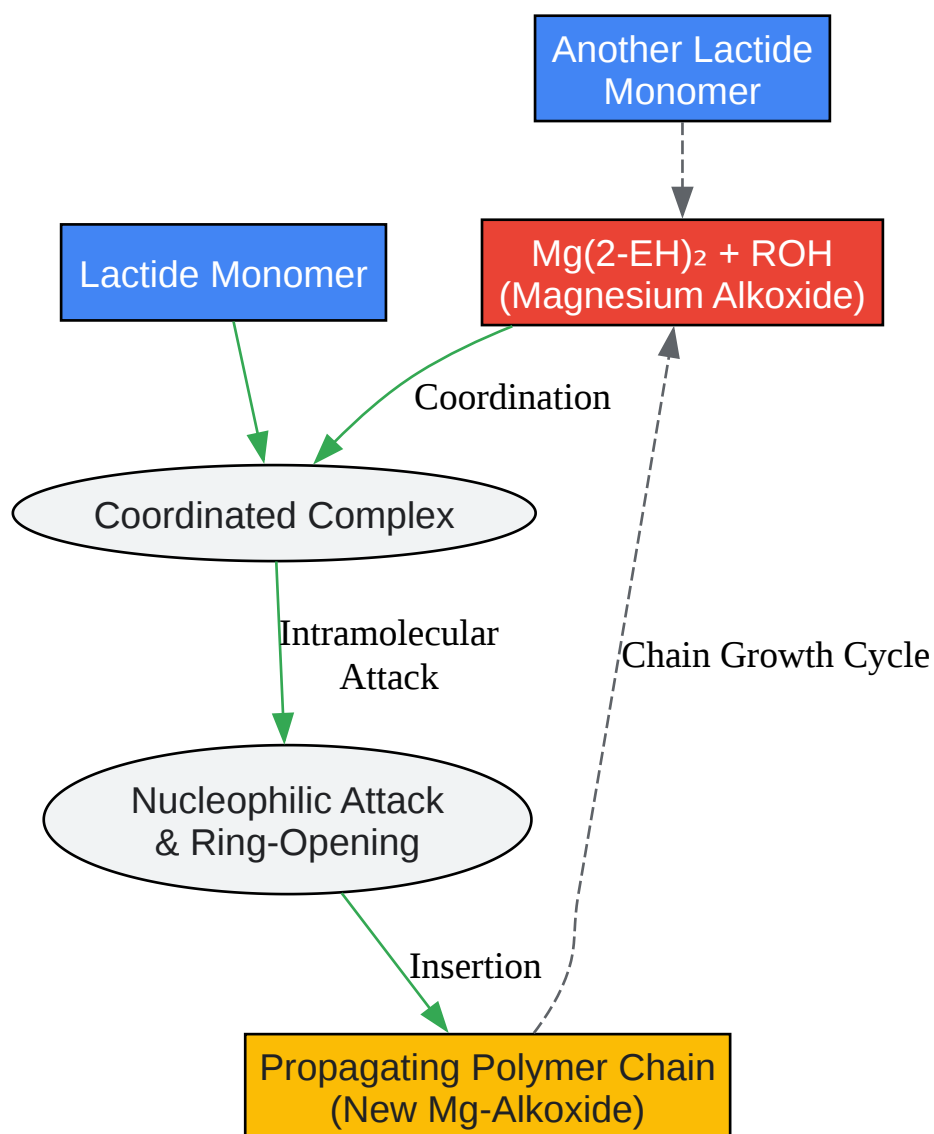 Another Lactide
Monomer
Lactide Monomer
Mg(2-EH)₂ + ROH
(Magnesium Alkoxide)
Coordination
Coordinated Complex
Intramolecular
Attack
Chain Growth Cycle
Nucleophilic Attack
& Ring-Opening
Insertion
Propagating Polymer Chain
(New Mg-Alkoxide)